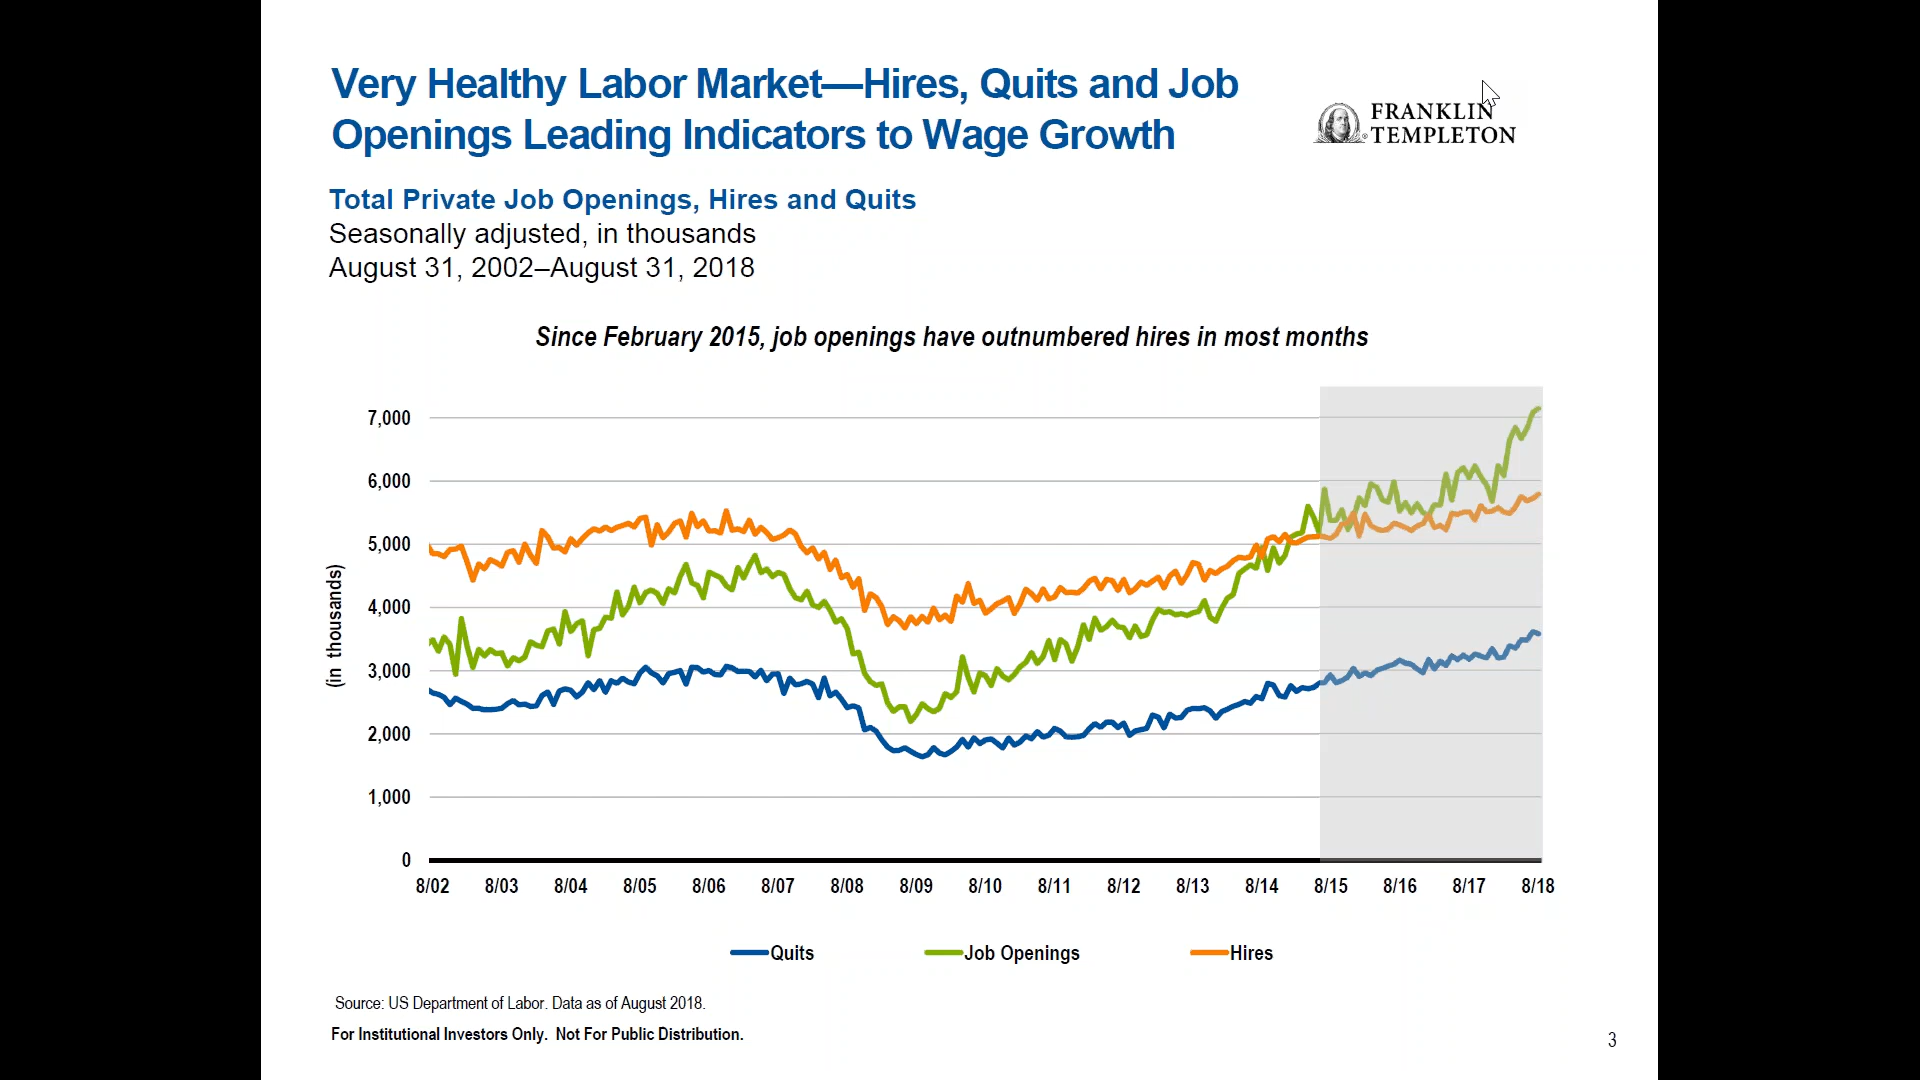 Very Healthy Labor Market—Hires, Quits and Job
Openings Leading Indicators to Wage Growth
FRANKLIN
TEMPLETON
Total Private Job Openings, Hires and Quits
Seasonally adjusted, in thousands
August 31, 2002–August 31, 2018
Since February 2015, job openings have outnumbered hires in most months
(in thousands)
7,000
6,000
5,000
4,000
3,000
2,000
1,000
0
8/02 8/03 8/04 8/05 8/06 8/07 8/08 8/09 8/10 8/11 8/12 8/13 8/14 8/15 8/16 8/17 8/18
Quits Job Openings Hires
Source: US Department of Labor. Data as of August 2018.
For Institutional Investors Only. Not For Public Distribution.
3